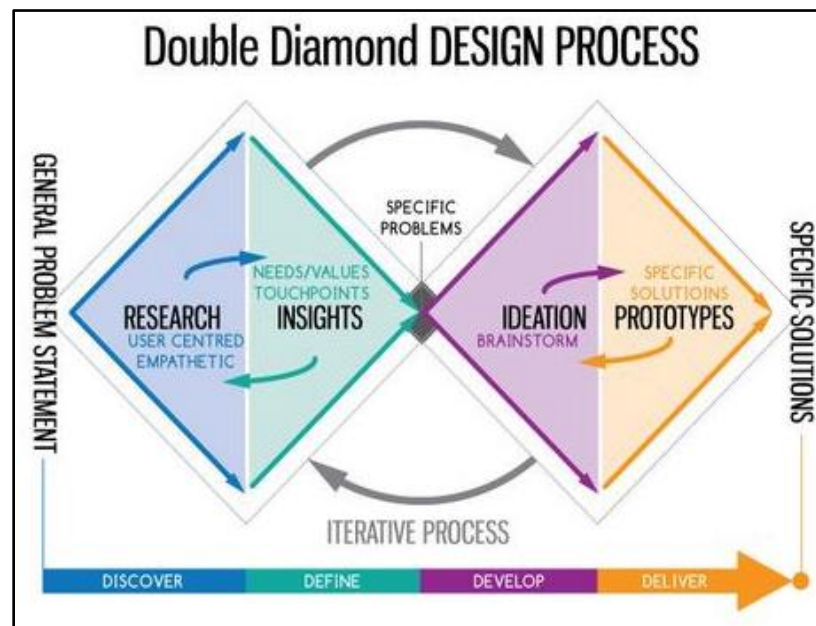 Double Diamond DESIGN PROCESS
GENERAL PROBLEM STATEMENT
SPECIFIC
PROBLEMS
RESEARCH
USER CENTRED
EMPATHETIC
NEEDS/VALUES
TOUCHPOINTS
INSIGHTS
IDEATION
BRAINSTORM
SPECIFIC
SOLUTIOINS
PROTOTYPES
SPECIFIC SOLUTIONS
ITERATIVE PROCESS
DISCOVER
DEFINE
DEVELOP
DELIVER